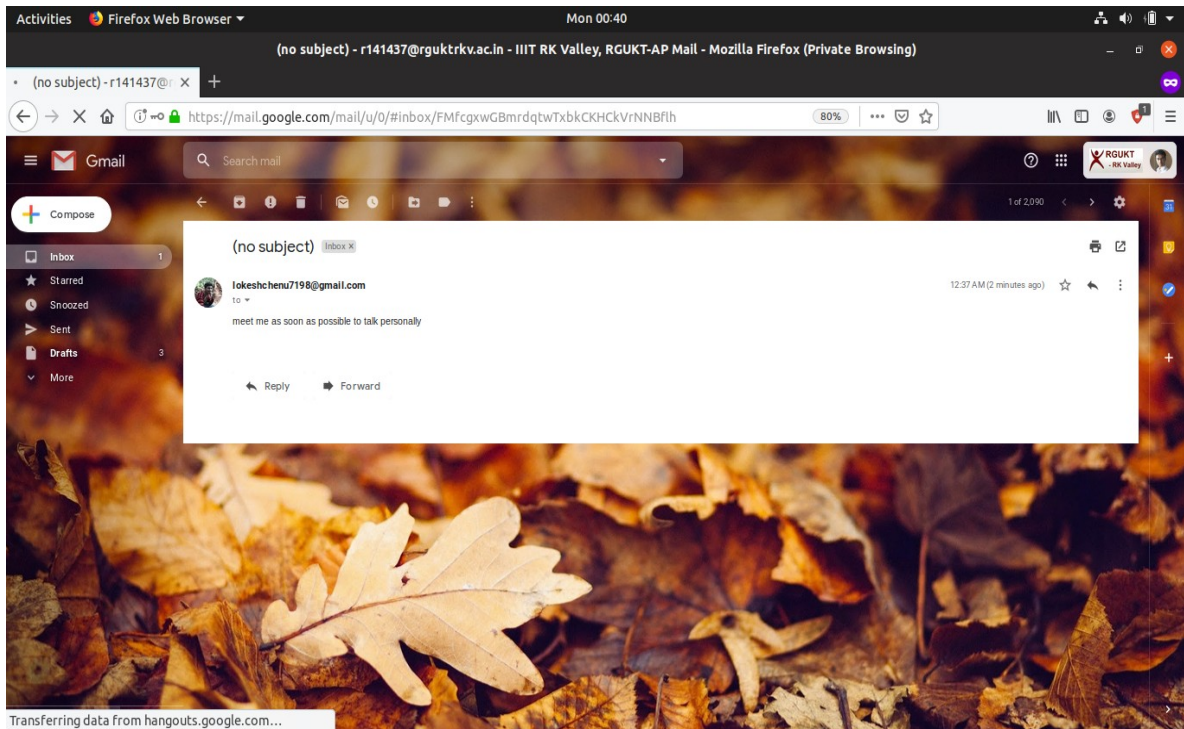 Activities Firefox Web Browser Mon 00:40
(no subject) - r141437@rguktrkv.ac.in - IIIT RK Valley, RGUKT-AP Mail - Mozilla Firefox (Private Browsing)
(no subject) - r141437@r
https://mail.google.com/mail/u/0/#inbox/FMfcgxwGBmrdqtwTxbkCKHCkVrNNBflh 80% 1
Gmail Search mail RGUKT
- RK Valley
Compose 1 of 2,090 31
(no subject) Inbox x
Inbox 1
Starred
Snoozed
Sent
Drafts 3
More
lokeshchenu7198@gmail.com 12:37 AM (2 minutes ago)
to
meet me as soon as possible to talk personally
Reply Forward
Transferring data from hangouts.google.com...